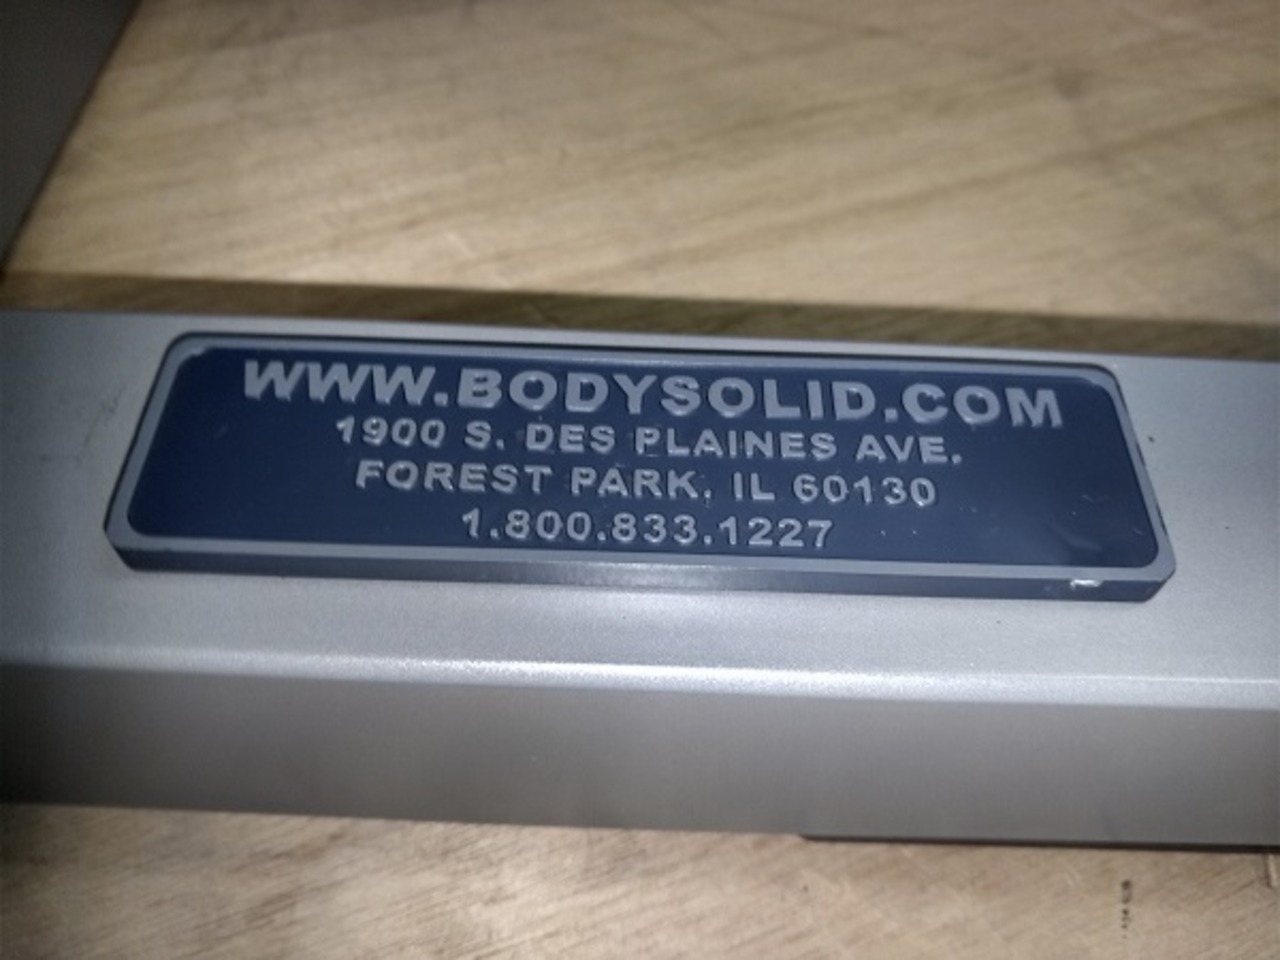 WWW.BODYSOLID.COM
1900 S. DES PLAINES AVE.
FOREST PARK, IL 60130
1.800.833.1227